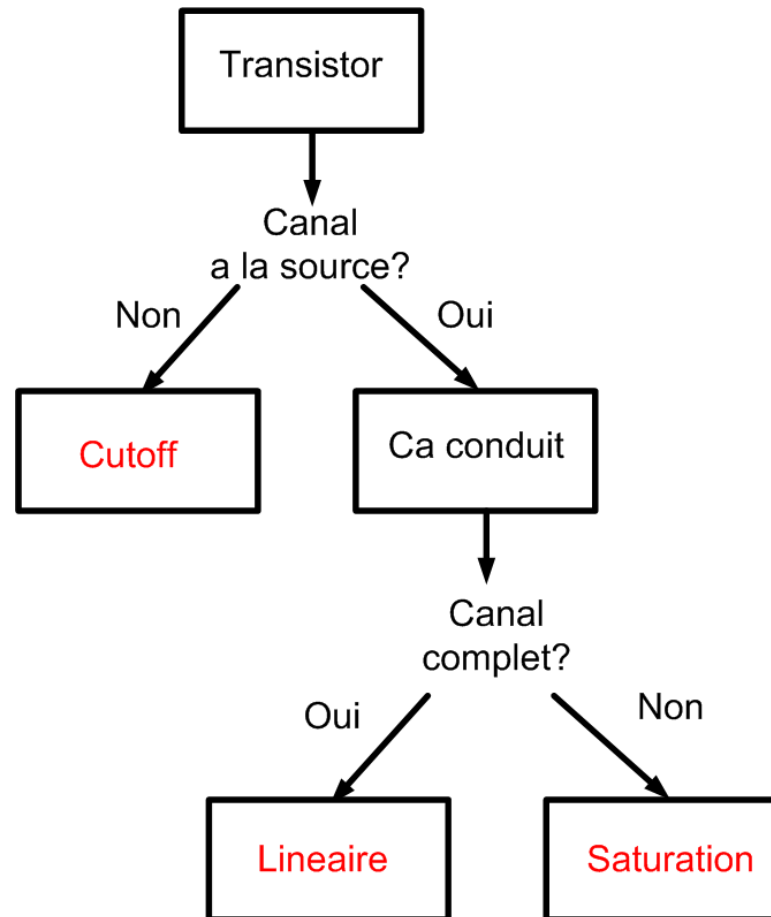 Transistor
Canal
a la source?
Non
Oui
Cutoff
Ca conduit
Canal
complet?
Oui
Non
Lineaire
Saturation